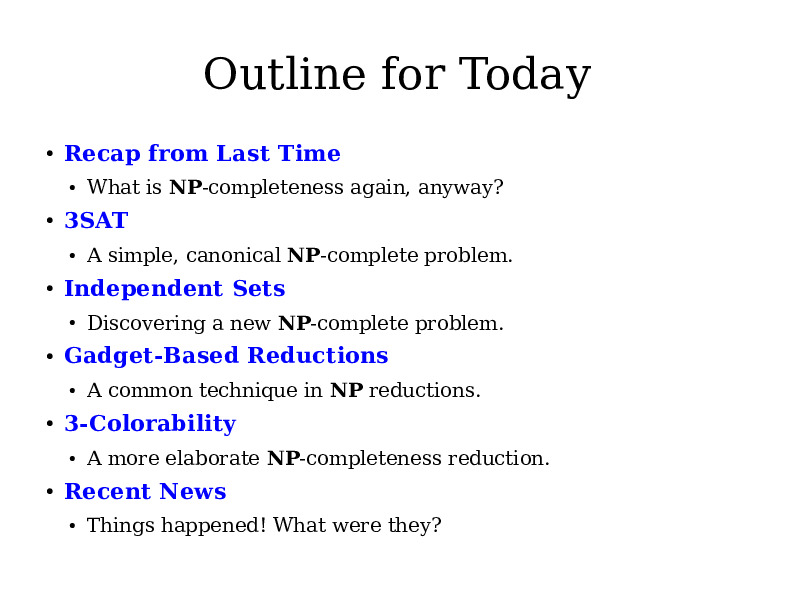 Outline for Today
• Recap from Last Time
• What is NP-completeness again, anyway?
• 3SAT
• A simple, canonical NP-complete problem.
• Independent Sets
• Discovering a new NP-complete problem.
• Gadget-Based Reductions
• A common technique in NP reductions.
• 3-Colorability
• A more elaborate NP-completeness reduction.
• Recent News
• Things happened! What were they?